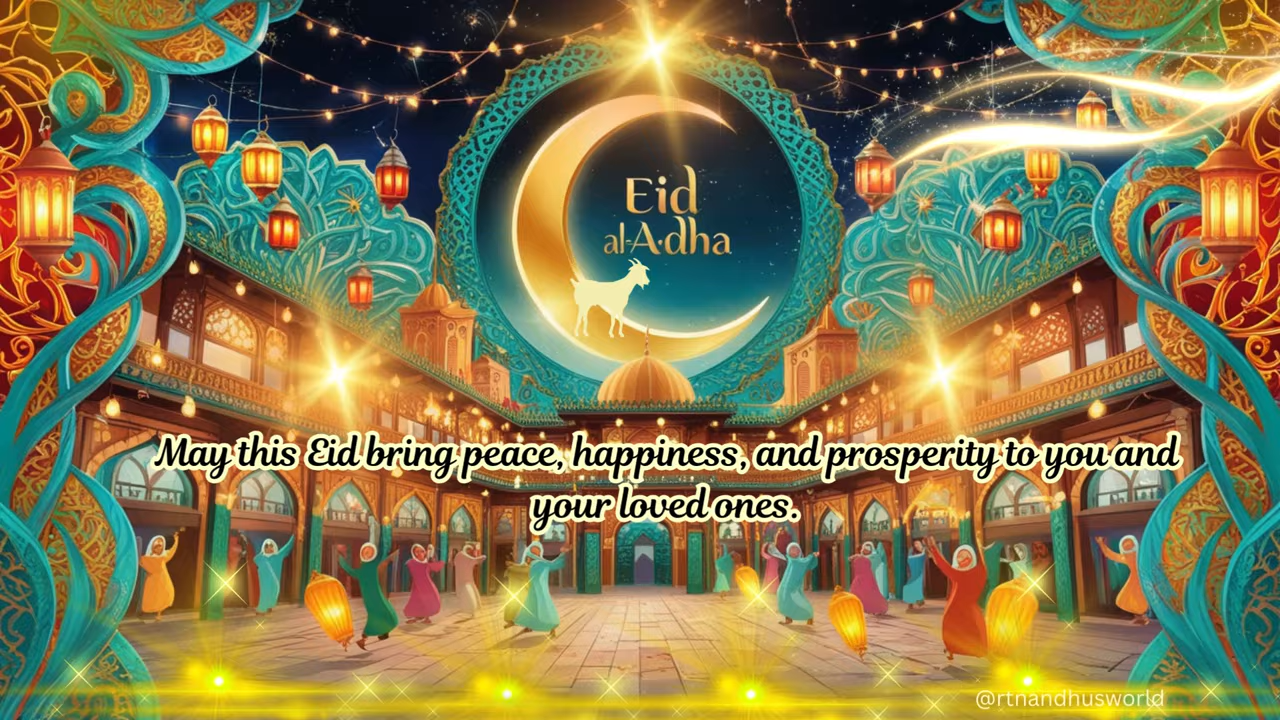 Eid
al-Adha
May this Eid bring peace, happiness, and prosperity to you and
your loved ones.
@rtnandhusworld